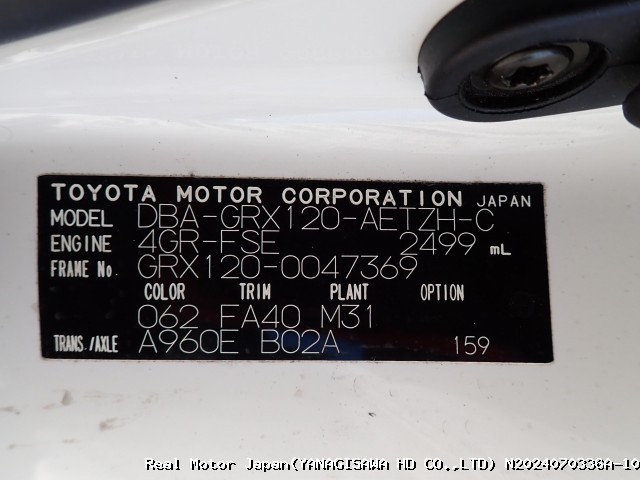 TOYOTA MOTOR CORPORATION JAPAN
MODEL DBA-GRX120-AETZH-C
ENGINE 4GR-FSE 2499 mL
FRAME No. GRX120-0047369
COLOR TRIM PLANT OPTION
062 FA40 M31
TRANS./AXLE A960E B02A 159
Real Motor Japan(YANAGISAWA HD CO.,LTD) N2024070336A-10